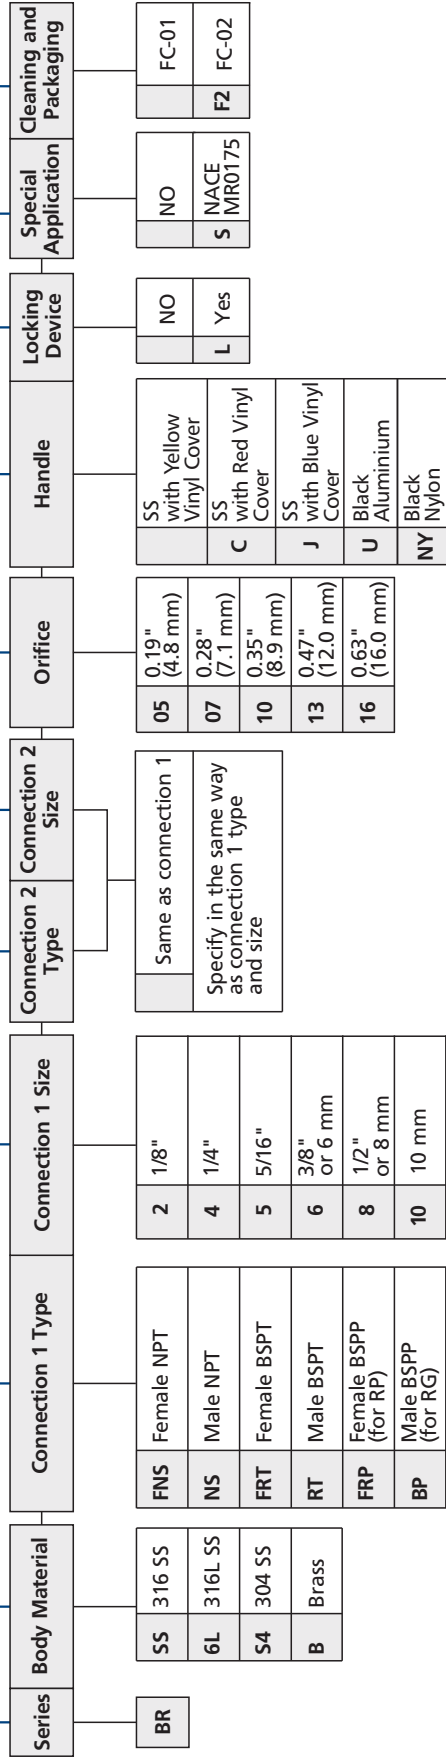 Series
BR
Body Material
SS 316 SS
6L 316L SS
S4 304 SS
B Brass
Connection 1 Type
FNS Female NPT
NS Male NPT
FRT Female BSPT
RT Male BSPT
FRP Female BSPP
(for RP)
BP Male BSPP
(for RG)
Connection 1 Size
2 1/8"
4 1/4"
5 5/16"
6 3/8"
or 6 mm
8 1/2"
or 8 mm
10 10 mm
Connection 2
Type
Connection 2
Size
Same as connection 1
Specify in the same way
as connection 1 type
and size
Orifice
05 0.19"
(4.8 mm)
07 0.28"
(7.1 mm)
10 0.35"
(8.9 mm)
13 0.47"
(12.0 mm)
16 0.63"
(16.0 mm)
Handle
SS
with Yellow
Vinyl Cover
C SS
with Red Vinyl
Cover
J SS
with Blue Vinyl
Cover
U Black
Aluminium
NY Black
Nylon
Locking
Device
NO
L Yes
Special
Application
NO
S NACE
MR0175
Cleaning and
Packaging
FC-01
F2 FC-02